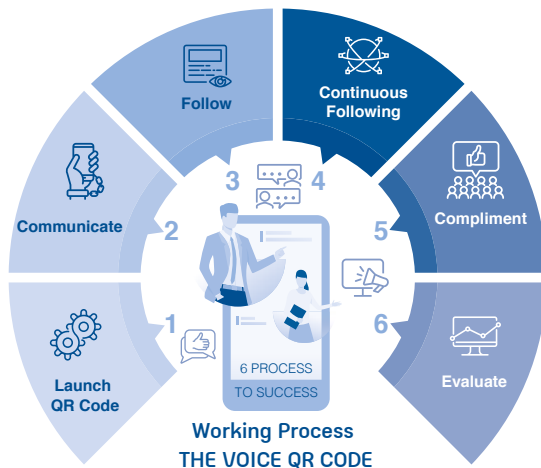 1
Launch
QR Code
2
Communicate
3
Follow
4
Continuous
Following
5
Compliment
6
Evaluate
6 PROCESS
TO SUCCESS
Working Process
THE VOICE QR CODE